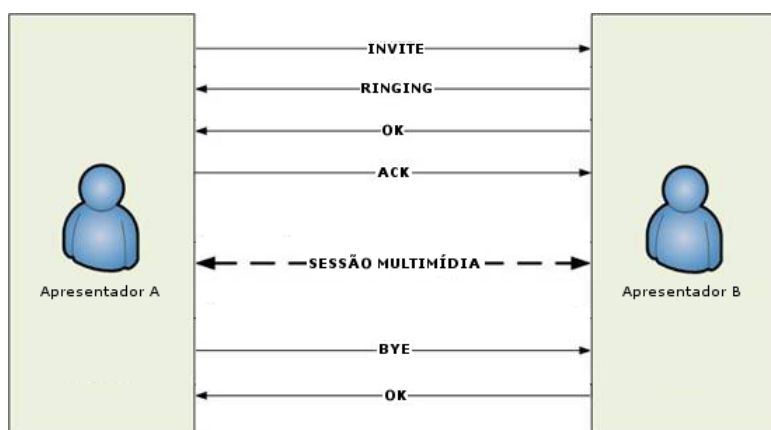 INVITE
RINGING
OK
ACK
SESSÃO MULTIMÍDIA
Apresentador A
Apresentador B
BYE
OK